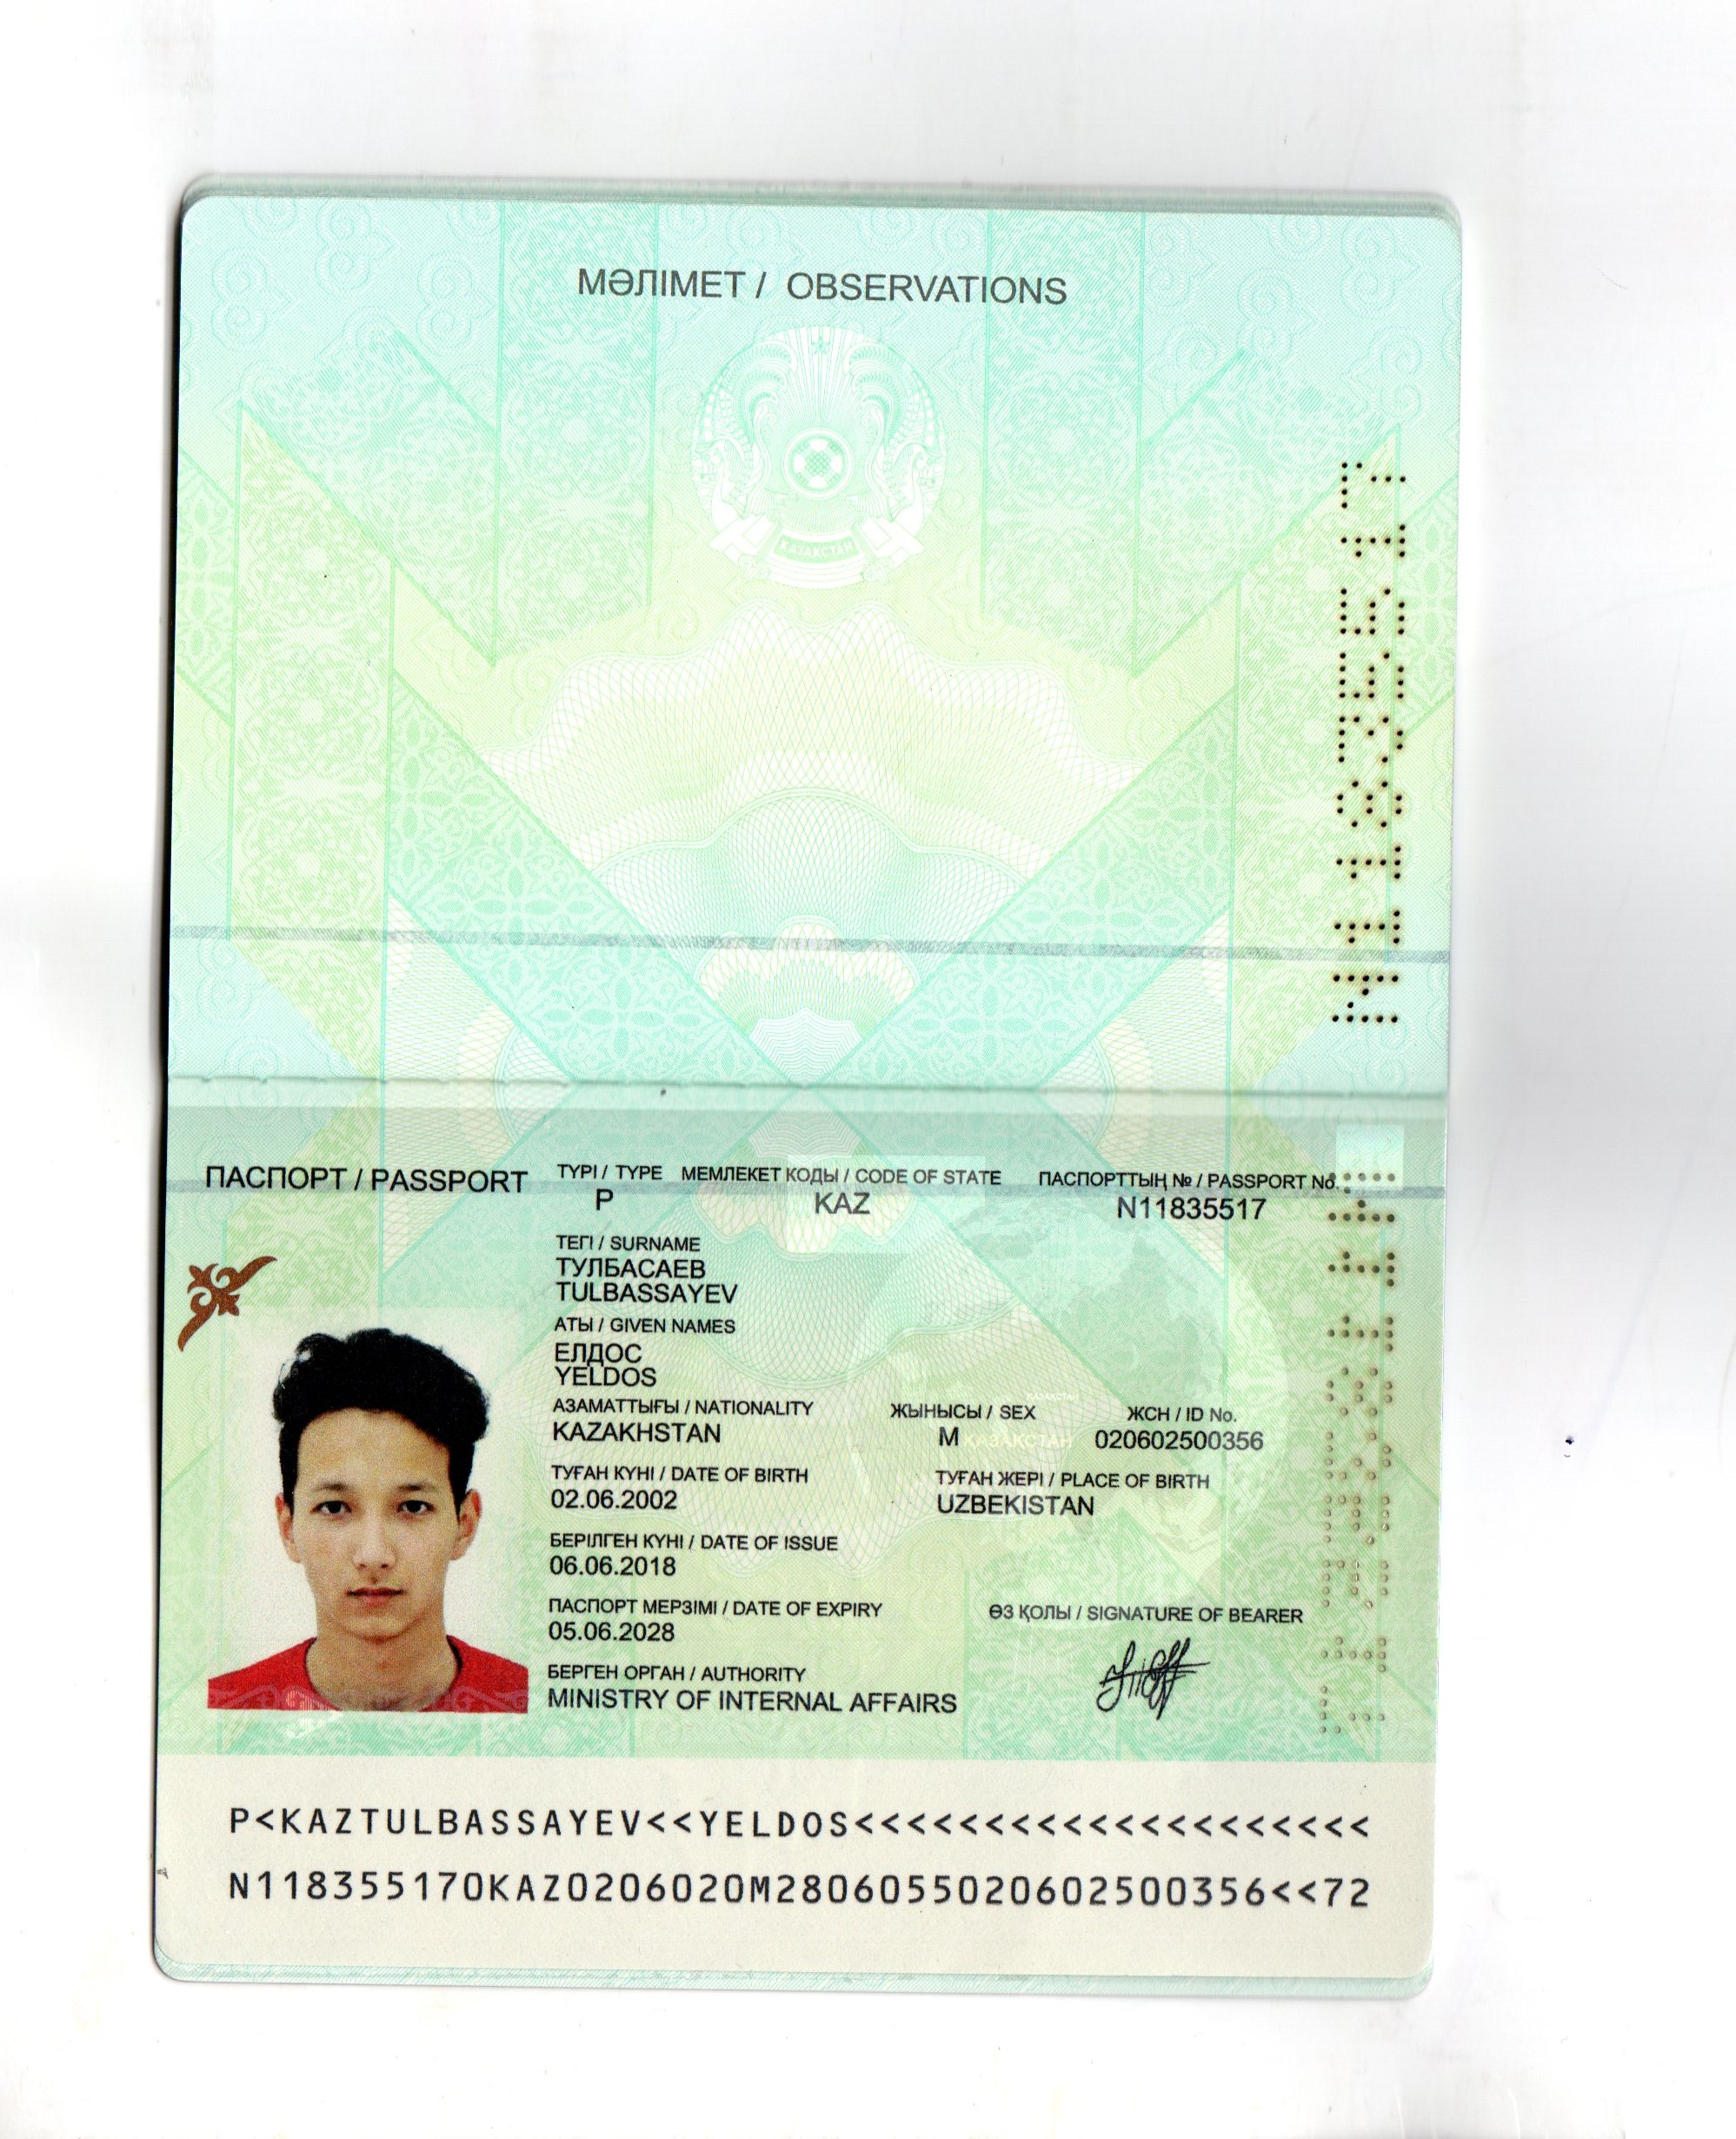 МӘЛІМЕТ / OBSERVATIONS
ҚАЗАҚСТАН
N11835517
ПАСПОРТ / PASSPORT
ТҮРІ / TYPE МЕМЛЕКЕТ КОДЫ / CODE OF STATE ПАСПОРТТЫҢ № / PASSPORT No.
P KAZ N11835517
ТЕГІ / SURNAME
ТУЛБАСАЕВ
TULBASSAYEV
АТЫ / GIVEN NAMES
ЕЛДОС
YELDOS
АЗАМАТТЫҒЫ / NATIONALITY ЖЫНЫСЫ / SEX ЖСН / ID No.
KAZAKHSTAN M ҚАЗАҚСТАН 020602500356
ТУҒАН КҮНІ / DATE OF BIRTH ТУҒАН ЖЕРІ / PLACE OF BIRTH
02.06.2002 UZBEKISTAN
БЕРІЛГЕН КҮНІ / DATE OF ISSUE
06.06.2018
ПАСПОРТ МЕРЗІМІ / DATE OF EXPIRY ӨЗ ҚОЛЫ / SIGNATURE OF BEARER
05.06.2028
БЕРГЕН ОРГАН / AUTHORITY
MINISTRY OF INTERNAL AFFAIRS
P<KAZTULBASSAYEV<<YELDOS<<<<<<<<<<<<<<<<<<<<
N118355170KAZ0206020M2806055020602500356<<72